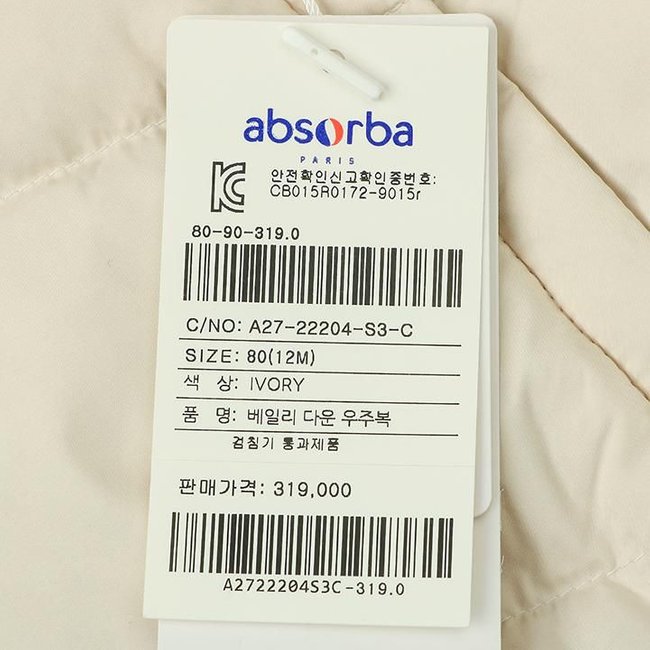 absorba
PARIS
안전확인신고확인증번호:
CB015R0172-9015r
80-90-319.0
C/NO: A27-22204-S3-C
SIZE: 80(12M)
색 상: IVORY
품 명: 베일리 다운 우주복
검침기 통과제품
판매가격: 319,000
A2722204S3C-319.0